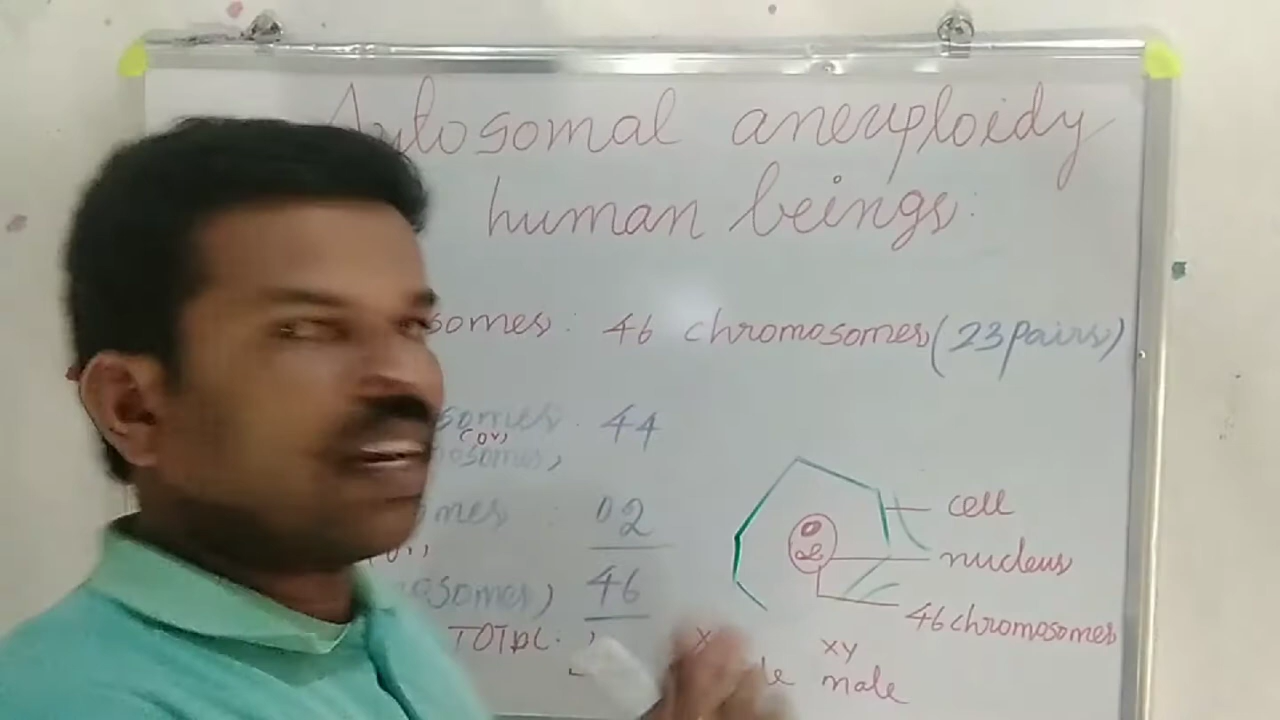 Autosomal aneuploidy
human beings:
somes: 46 chromosomes (23 pairs)
somes: 44
(or)
osomes)
omes : 02
osomes) 46
TOTAL.
cell
nucleus
46 chromosomes
x xy
le male